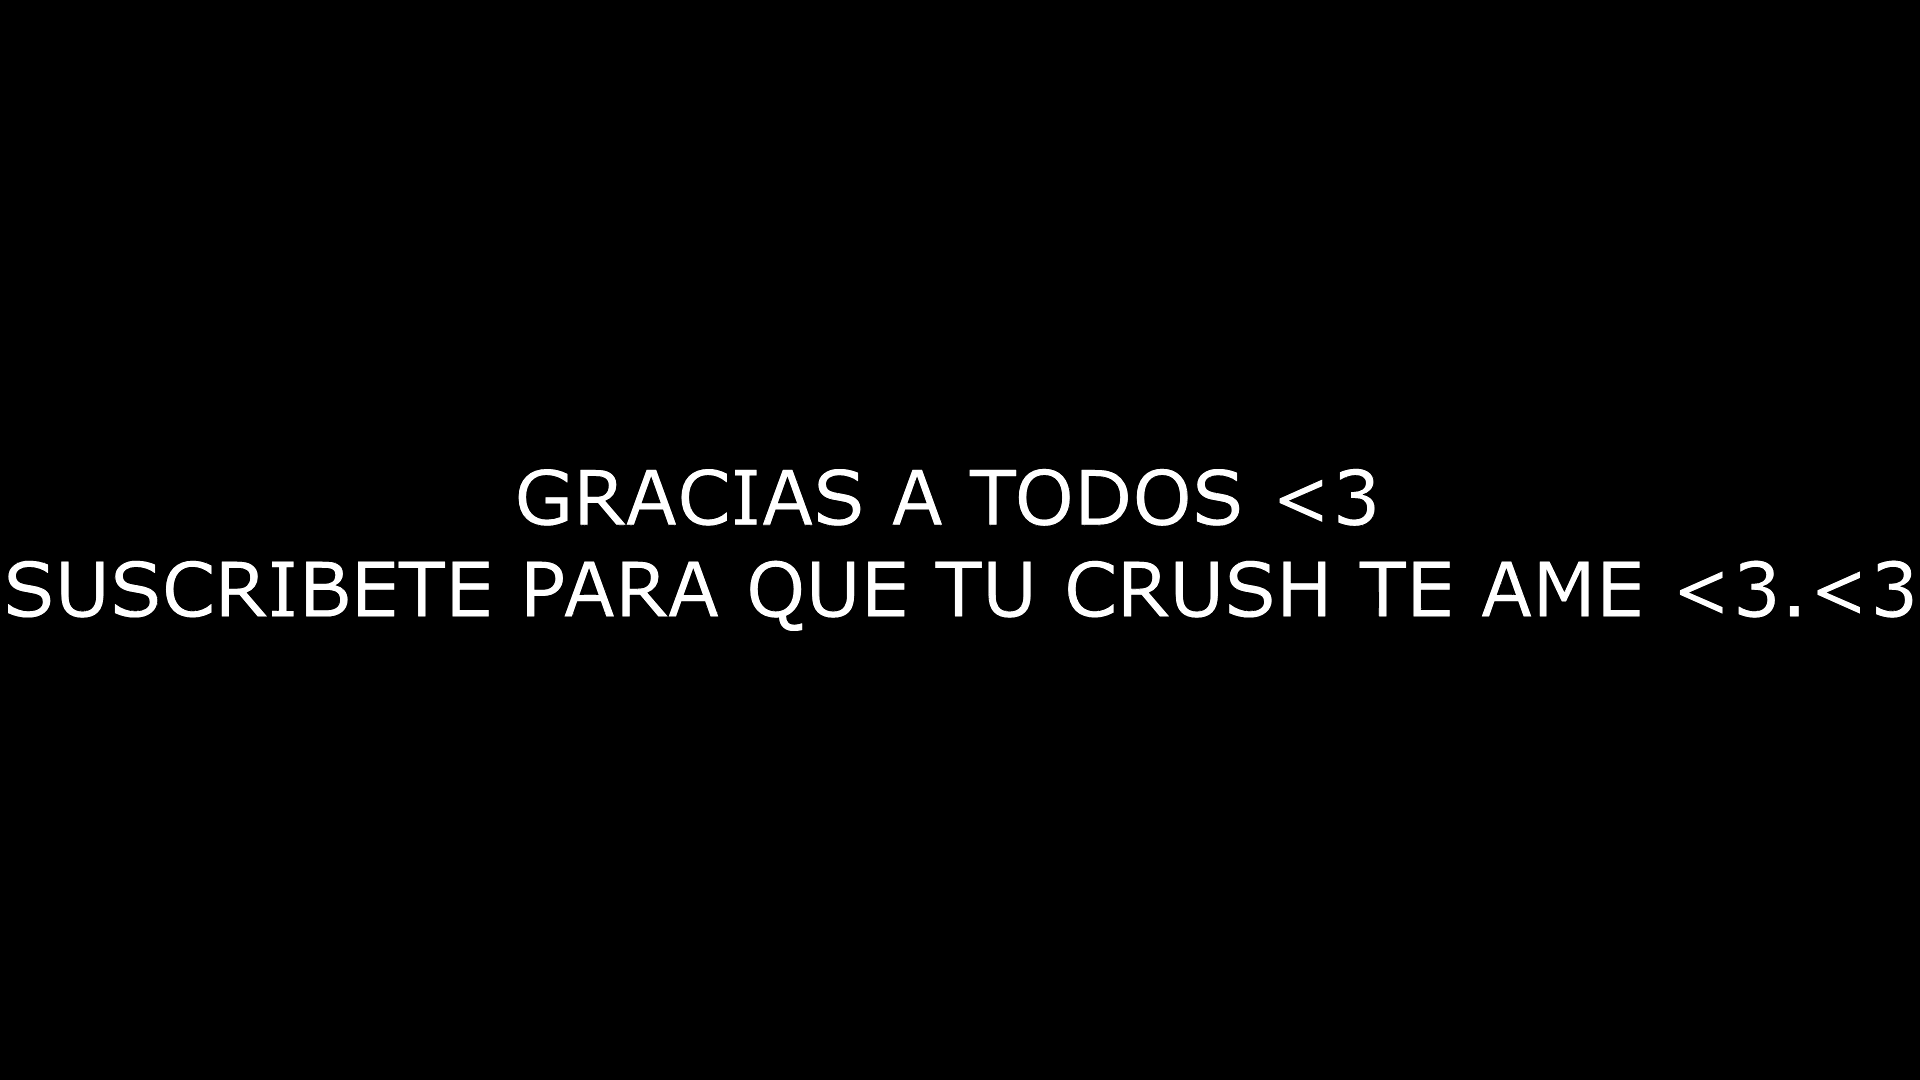 GRACIAS A TODOS <3
SUSCRIBETE PARA QUE TU CRUSH TE AME <3.<3